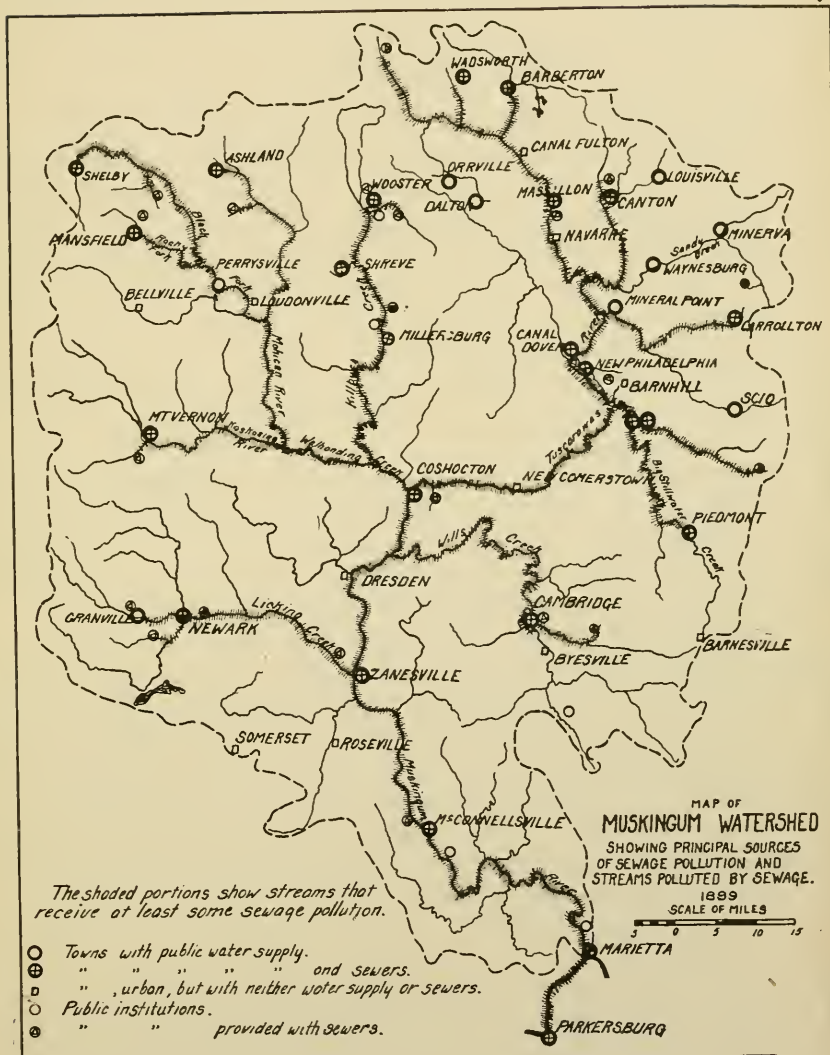 WADSWORTH
BARBERTON
CANAL FULTON
SHELBY
ASHLAND
ORRVILLE
WOOSTER
DALTON
MASSILLON
CANTON
LOUISVILLE
MANSFIELD
Rocky Fork
Black Fork
NAVARRE
Sandy Creek
MINERVA
WAYNESBURG
PERRYSVILLE
SHREVE
BELLVILLE
LOUDONVILLE
MINERAL POINT
CARROLLTON
River
Mohican River
Killbuck Creek
MILLERSBURG
CANAL DOVER
NEW PHILADELPHIA
BARNHILL
SCIO
MT VERNON
Kokosing River
Walhonding
Creek
Tuscarawas
COSHOCTON
NEW COMERSTOWN
Big Stillwater
Creek
PIEDMONT
Wills Creek
DRESDEN
GRANVILLE
NEWARK
Licking Creek
CAMBRIDGE
BYESVILLE
BARNESVILLE
ZANESVILLE
SOMERSET
ROSEVILLE
Muskingum
River
McCONNELLSVILLE
MARIETTA
PARKERSBURG
MAP OF
MUSKINGUM WATERSHED
SHOWING PRINCIPAL SOURCES
OF SEWAGE POLLUTION AND
STREAMS POLLUTED BY SEWAGE.
1899
SCALE OF MILES
5 0 5 10 15
The shaded portions show streams that
receive at least some sewage pollution.
Towns with public water supply.
" " " " " and sewers.
" , urban, but with neither water supply or sewers.
Public institutions.
" " provided with sewers.